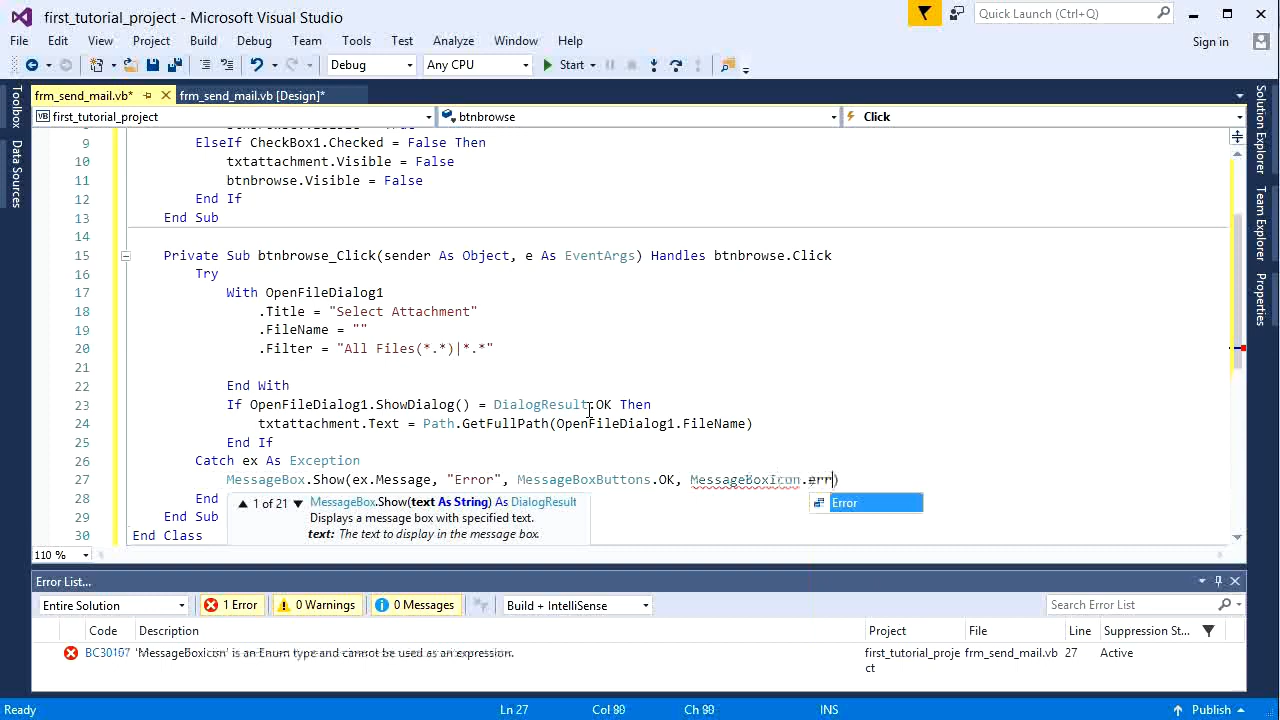 first_tutorial_project - Microsoft Visual Studio
Quick Launch (Ctrl+Q)
File Edit View Project Build Debug Team Tools Test Analyze Window Help
Sign in
Debug Any CPU Start
frm_send_mail.vb* frm_send_mail.vb [Design]*
first_tutorial_project btnbrowse Click
Toolbox
Data Sources
Solution Explorer
Team Explorer
Properties
9 ElseIf CheckBox1.Checked = False Then
10 txtattachment.Visible = False
11 btnbrowse.Visible = False
12 End If
13 End Sub
14
15 Private Sub btnbrowse_Click(sender As Object, e As EventArgs) Handles btnbrowse.Click
16 Try
17 With OpenFileDialog1
18 .Title = "Select Attachment"
19 .FileName = ""
20 .Filter = "All Files(*.*)|*.*"
21
22 End With
23 If OpenFileDialog1.ShowDialog() = DialogResult.OK Then
24 txtattachment.Text = Path.GetFullPath(OpenFileDialog1.FileName)
25 End If
26 Catch ex As Exception
27 MessageBox.Show(ex.Message, "Error", MessageBoxButtons.OK, MessageBoxIcon.err)
28 End
Error
1 of 21 MessageBox.Show(text As String) As DialogResult
Displays a message box with specified text.
text: The text to display in the message box.
29 End Sub
30 End Class
110 %
Error List...
Entire Solution 1 Error 0 Warnings 0 Messages Build + IntelliSense Search Error List
Code Description Project File Line Suppression St...
BC30107 'MessageBoxIcon' is an Enum type and cannot be used as an expression. first_tutorial_proje frm_send_mail.vb 27 Active
ct
Ready Ln 27 INS Publish